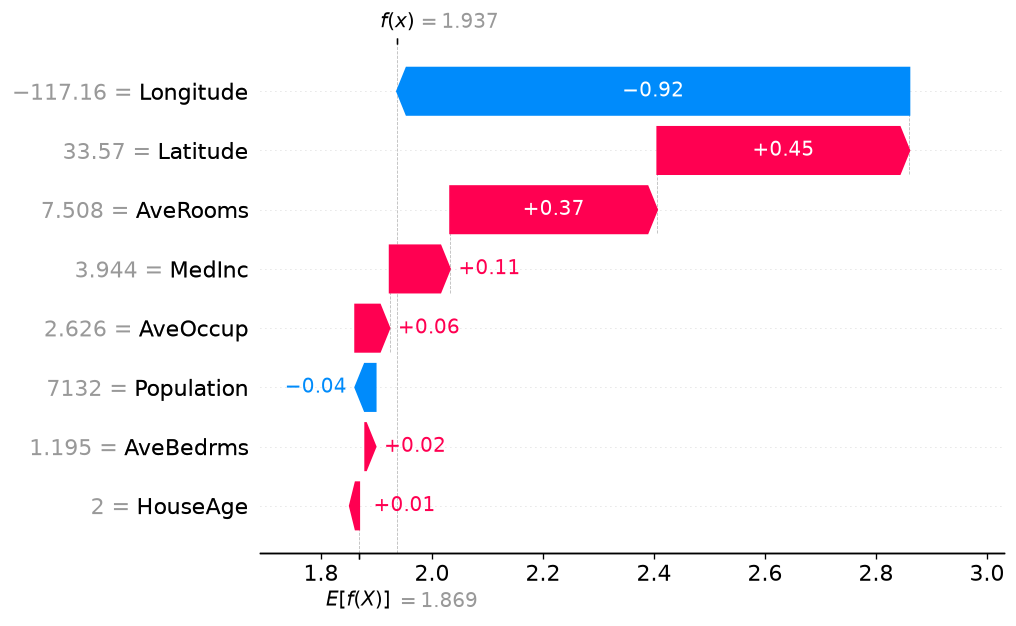 f(x) = 1.937
−117.16 = Longitude −0.92
33.57 = Latitude +0.45
7.508 = AveRooms +0.37
3.944 = MedInc +0.11
2.626 = AveOccup +0.06
7132 = Population −0.04
1.195 = AveBedrms +0.02
2 = HouseAge +0.01
1.8 2.0 2.2 2.4 2.6 2.8 3.0
E[f(X)] = 1.869